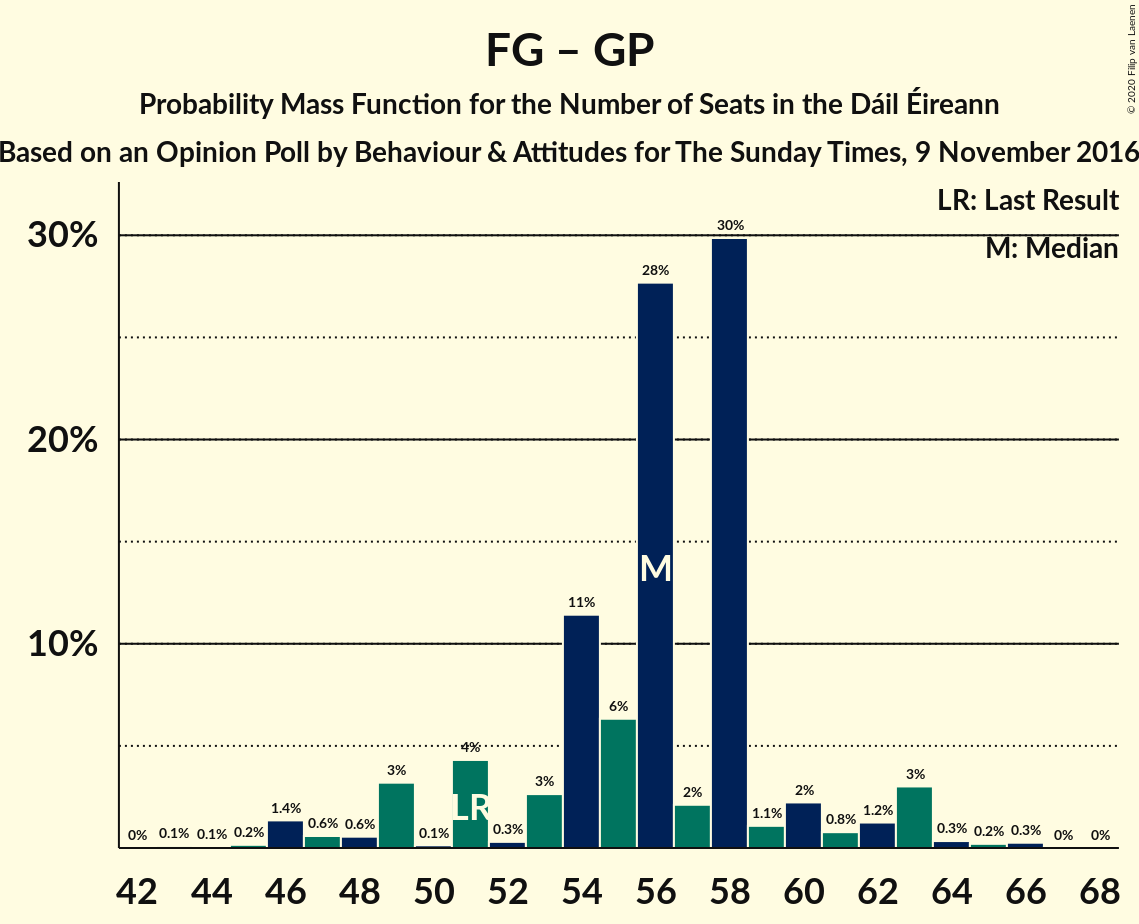 FG – GP
Probability Mass Function for the Number of Seats in the Dáil Éireann
Based on an Opinion Poll by Behaviour & Attitudes for The Sunday Times, 9 November 2016
© 2020 Filip van Laenen
LR: Last Result
M: Median
30%
20%
10%
0% 0.1% 0.1% 0.2% 1.4% 0.6% 0.6% 3% 0.1% 4% 0.3% 3% 11% 6% 28% 2% 30% 1.1% 2% 0.8% 1.2% 3% 0.3% 0.2% 0.3% 0% 0%
LR
M
42 44 46 48 50 52 54 56 58 60 62 64 66 68